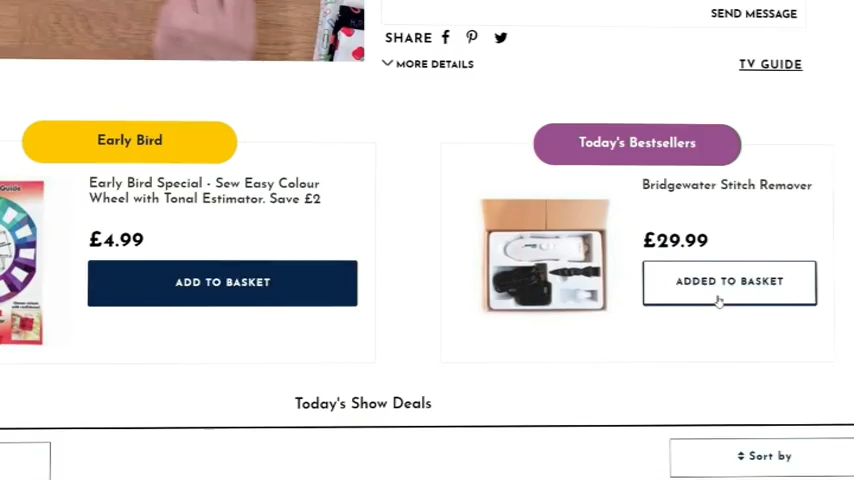 SEND MESSAGE
SHARE
MORE DETAILS
TV GUIDE
Early Bird
Early Bird Special - Sew Easy Colour
Wheel with Tonal Estimator. Save £2
£4.99
ADD TO BASKET
Today's Bestsellers
Bridgewater Stitch Remover
£29.99
ADDED TO BASKET
Today's Show Deals
Sort by